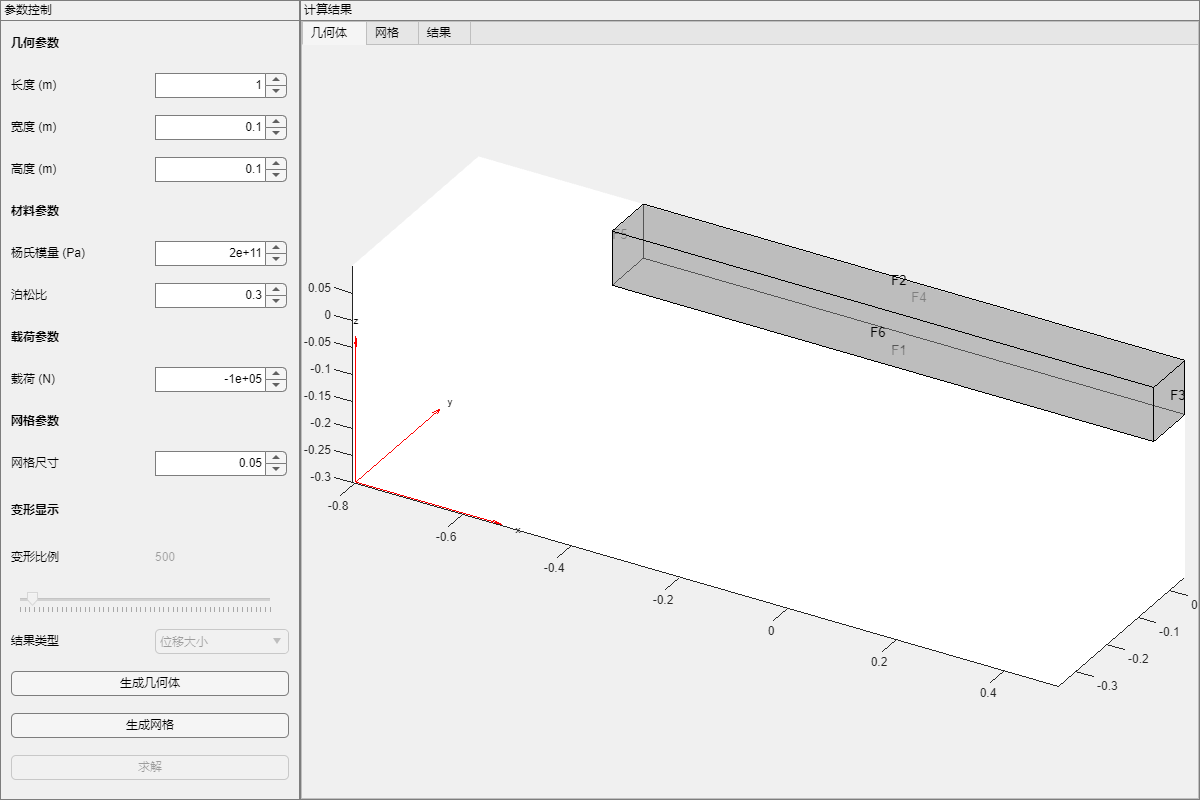 参数控制
几何参数
长度 (m) 1
宽度 (m) 0.1
高度 (m) 0.1
材料参数
杨氏模量 (Pa) 2e+11
泊松比 0.3
载荷参数
载荷 (N) -1e+05
网格参数
网格尺寸 0.05
变形显示
变形比例 500
结果类型 位移大小
生成几何体
生成网格
求解
计算结果
几何体 网格 结果
F5
F2
F4
F6
F1
F3
0.05
0
z
-0.05
-0.1
-0.15
-0.2
-0.25
-0.3
y
x
-0.8
-0.6
-0.4
-0.2
0
0.2
0.4
0
-0.1
-0.2
-0.3